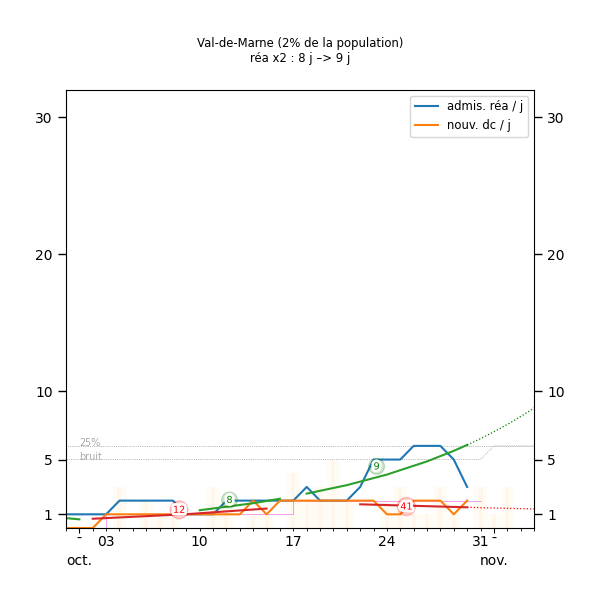 Val-de-Marne (2% de la population)
réa x2 : 8 j –> 9 j
admis. réa / j
nouv. dc / j
30
30
20
20
10
10
25%
5
bruit
5
9
8
12
41
1
1
- 03 10 17 24 31 -
oct. nov.